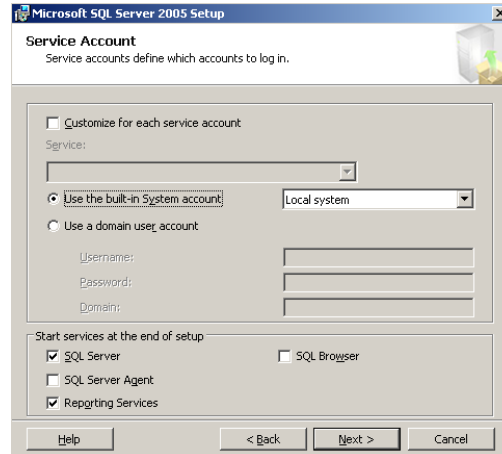 Microsoft SQL Server 2005 Setup
Service Account
Service accounts define which accounts to log in.
Customize for each service account
Service:
Use the built-in System account
Local system
Use a domain user account
Username:
Password:
Domain:
Start services at the end of setup
SQL Server
SQL Browser
SQL Server Agent
Reporting Services
Help
< Back
Next >
Cancel